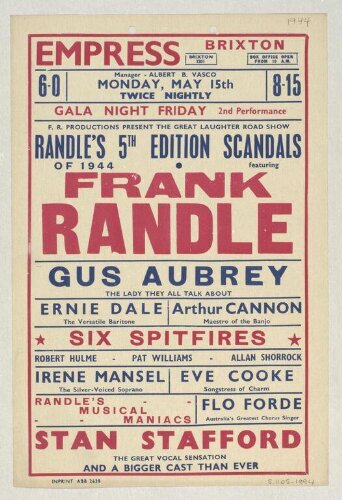 1944
EMPRESS BRIXTON
BRIXTON
BOX OFFICE OPEN
FROM 10 A.M.
Manager - ALBERT B. VASCO
6-0 MONDAY, MAY 15th 8-15
TWICE NIGHTLY
GALA NIGHT FRIDAY 2nd Performance
F. R. PRODUCTIONS PRESENT THE GREAT LAUGHTER ROAD SHOW
RANDLE'S 5TH EDITION SCANDALS
OF 1944 • featuring
FRANK
RANDLE
GUS AUBREY
THE LADY THEY ALL TALK ABOUT
ERNIE DALE Arthur CANNON
The Versatile Baritone Maestro of the Banjo
★ SIX SPITFIRES ★
ROBERT HULME - PAT WILLIAMS - ALLAN SHORROCK
IRENE MANSEL EVE COOKE
The Silver-Voiced Soprano Songstress of Charm
RANDLE'S - -
MUSICAL -
- - MANIACS
FLO FORDE
Australia's Greatest Chorus Singer
STAN STAFFORD
THE GREAT VOCAL SENSATION
AND A BIGGER CAST THAN EVER